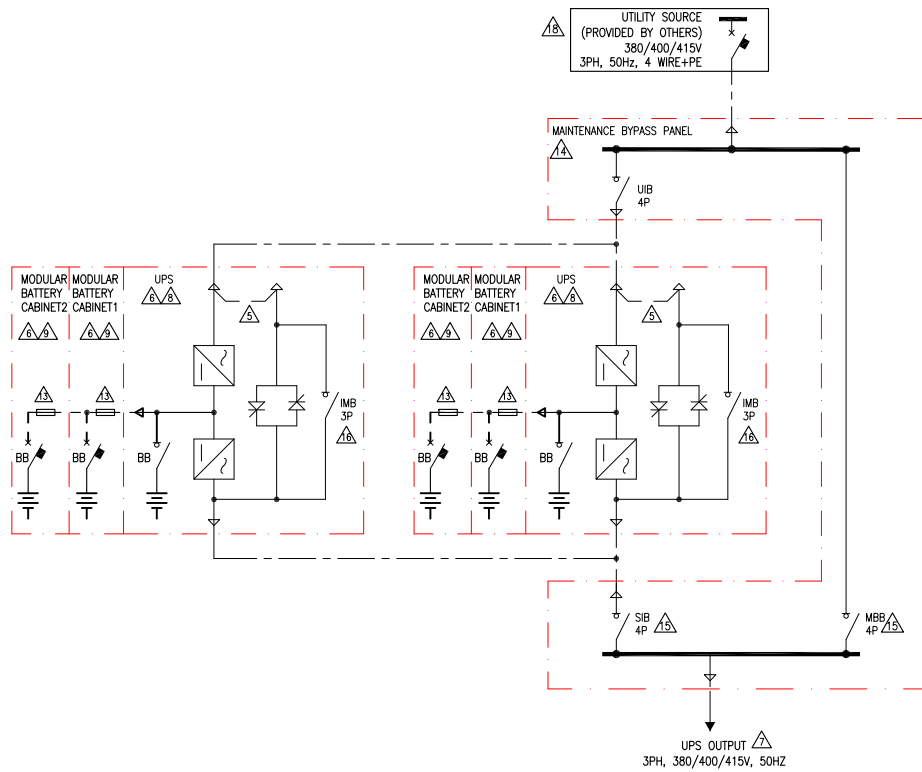 18
UTILITY SOURCE
(PROVIDED BY OTHERS)
380/400/415V
3PH, 50Hz, 4 WIRE+PE
MAINTENANCE BYPASS PANEL
14
UIB
4P
MODULAR
BATTERY
CABINET2
6 9
MODULAR
BATTERY
CABINET1
6 9
UPS
6 8
5
13
13
BB
BB
BB
IMB
3P
16
MODULAR
BATTERY
CABINET2
6 9
MODULAR
BATTERY
CABINET1
6 9
UPS
6 8
5
13
13
BB
BB
BB
IMB
3P
16
SIB
4P
15
MBB
4P
15
UPS OUTPUT 7
3PH, 380/400/415V, 50HZ